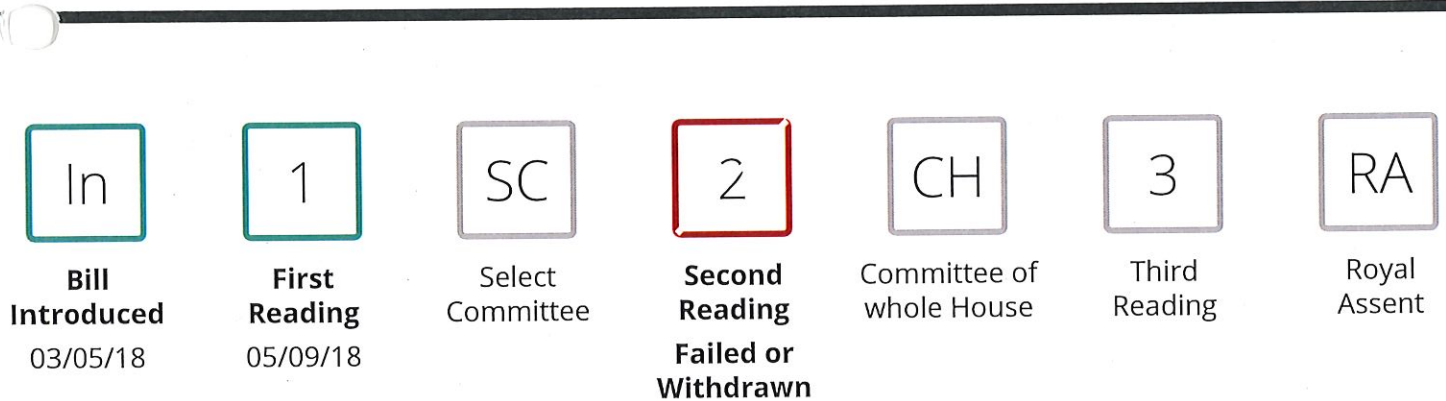 In
Bill
Introduced
03/05/18
1
First
Reading
05/09/18
SC
Select
Committee
2
Second
Reading
Failed or
Withdrawn
CH
Committee of
whole House
3
Third
Reading
RA
Royal
Assent